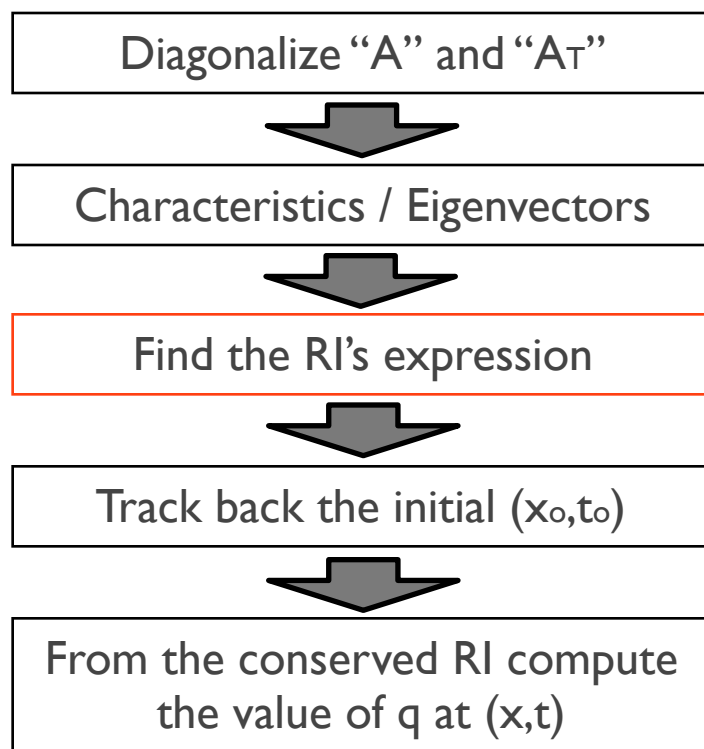 Diagonalize “A” and “AT”
Characteristics / Eigenvectors
Find the RI’s expression
Track back the initial (xo,to)
From the conserved RI compute
the value of q at (x,t)